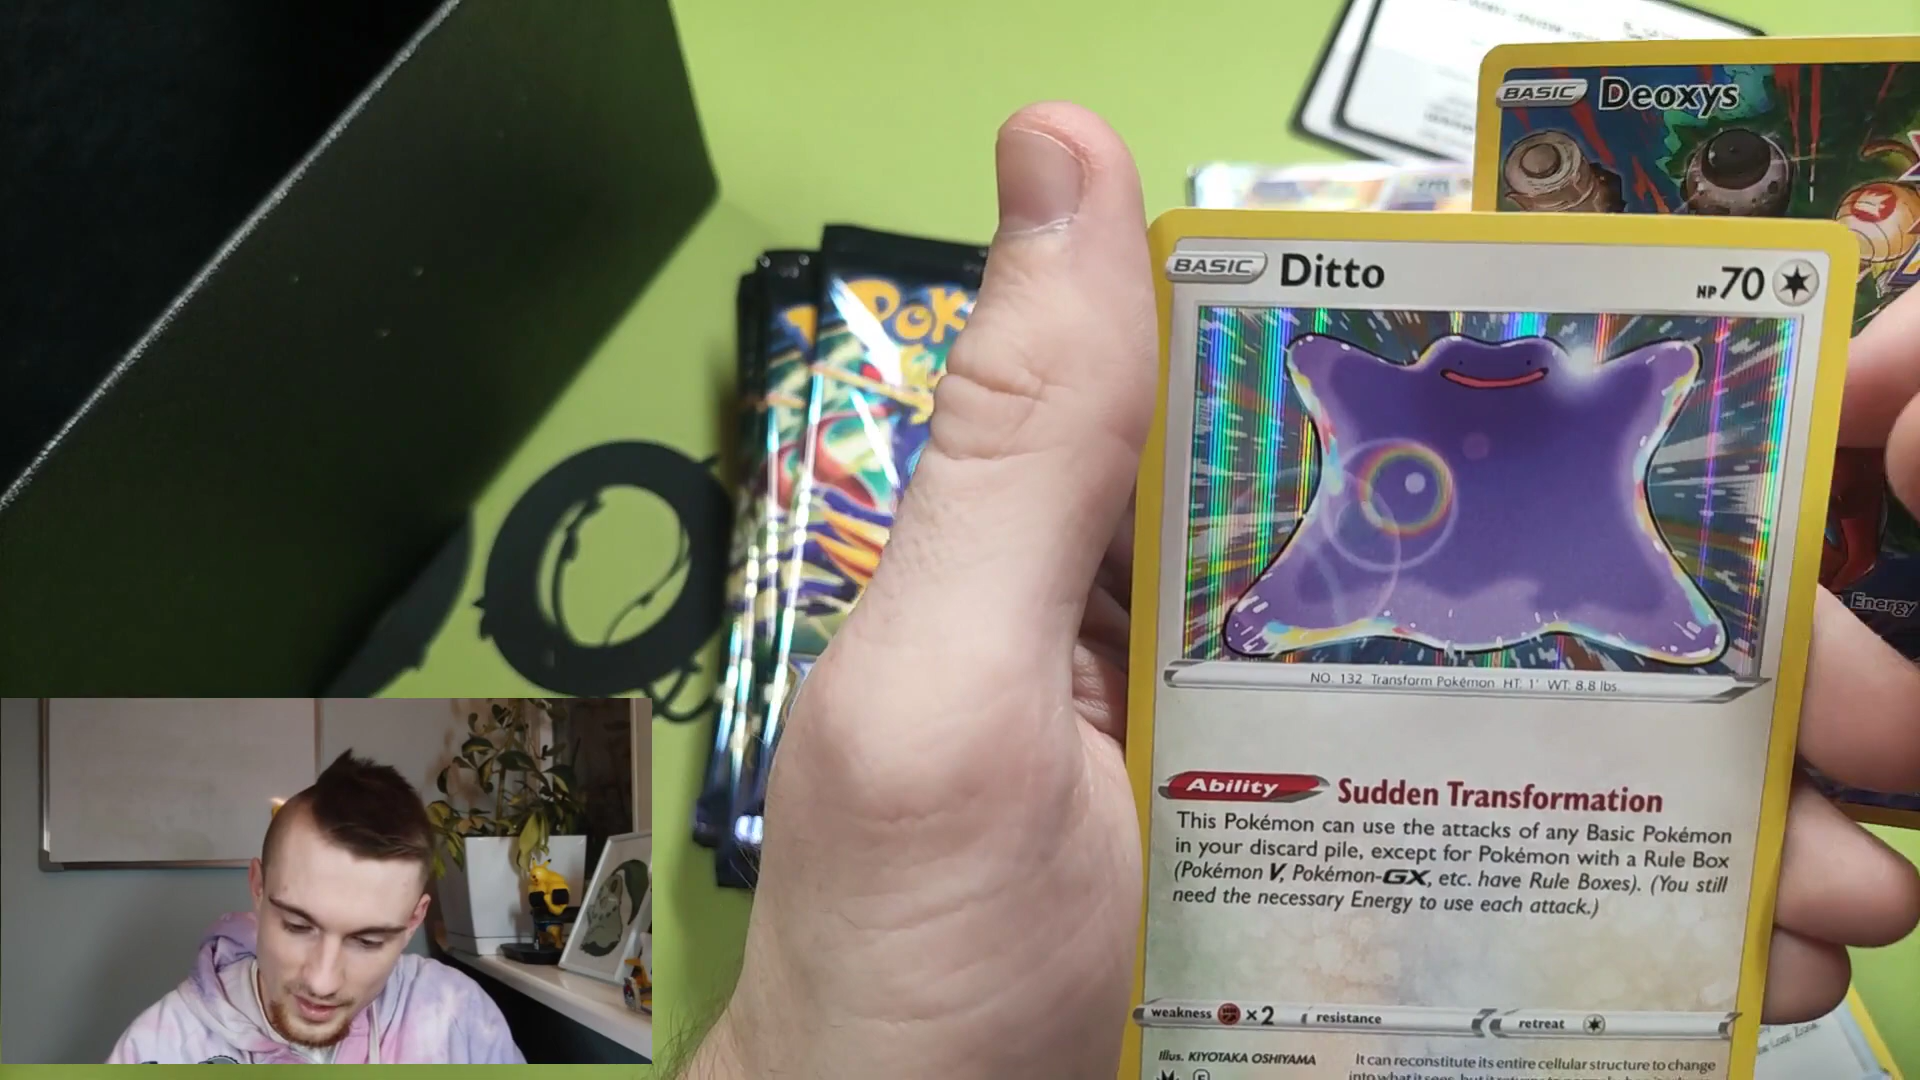 BASIC Deoxys
Pok
BASIC Ditto HP70
Energy
NO. 132 Transform Pokémon HT: 1' WT: 8.8 lbs.
Ability Sudden Transformation
This Pokémon can use the attacks of any Basic Pokémon
in your discard pile, except for Pokémon with a Rule Box
(Pokémon V, Pokémon-GX, etc. have Rule Boxes). (You still
need the necessary Energy to use each attack.)
weakness ×2 resistance retreat
Illus. KIYOTAKA OSHIYAMA
It can reconstitute its entire cellular structure to change